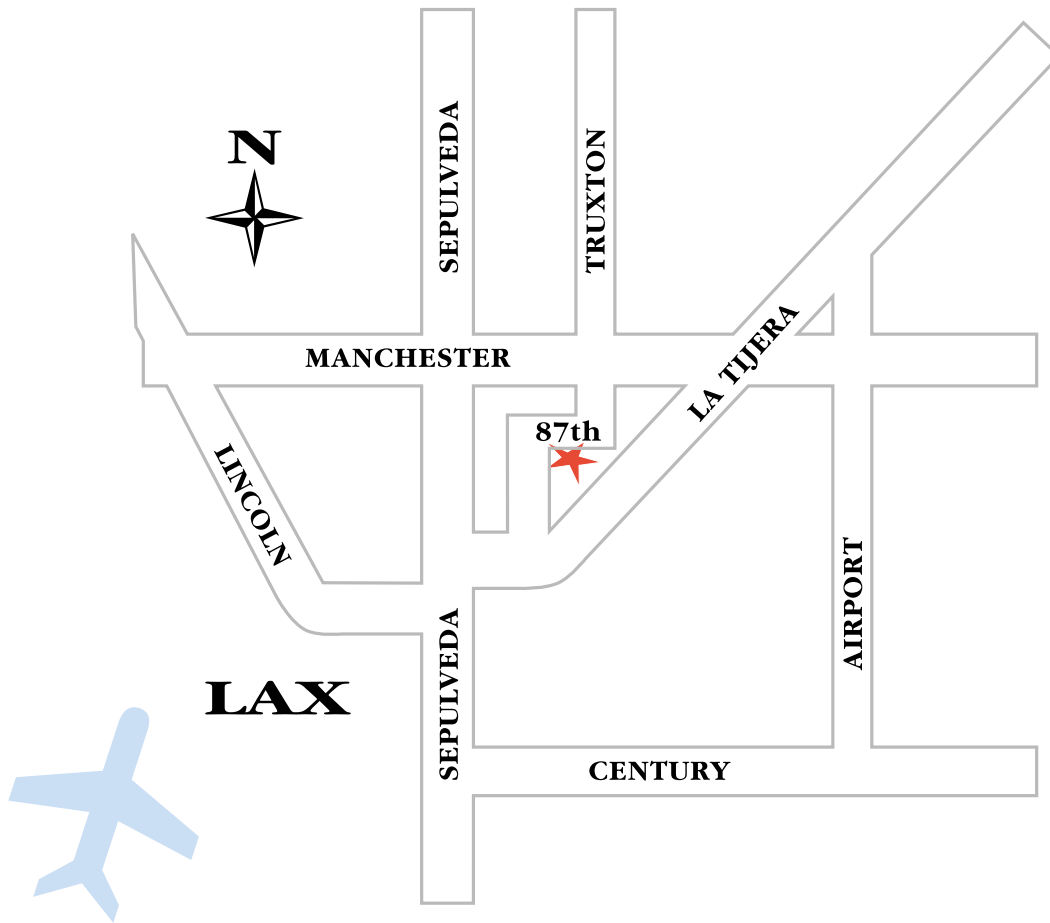 N
SEPULVEDA
TRUXTON
MANCHESTER
LA TIJERA
87th
LINCOLN
AIRPORT
SEPULVEDA
LAX
CENTURY